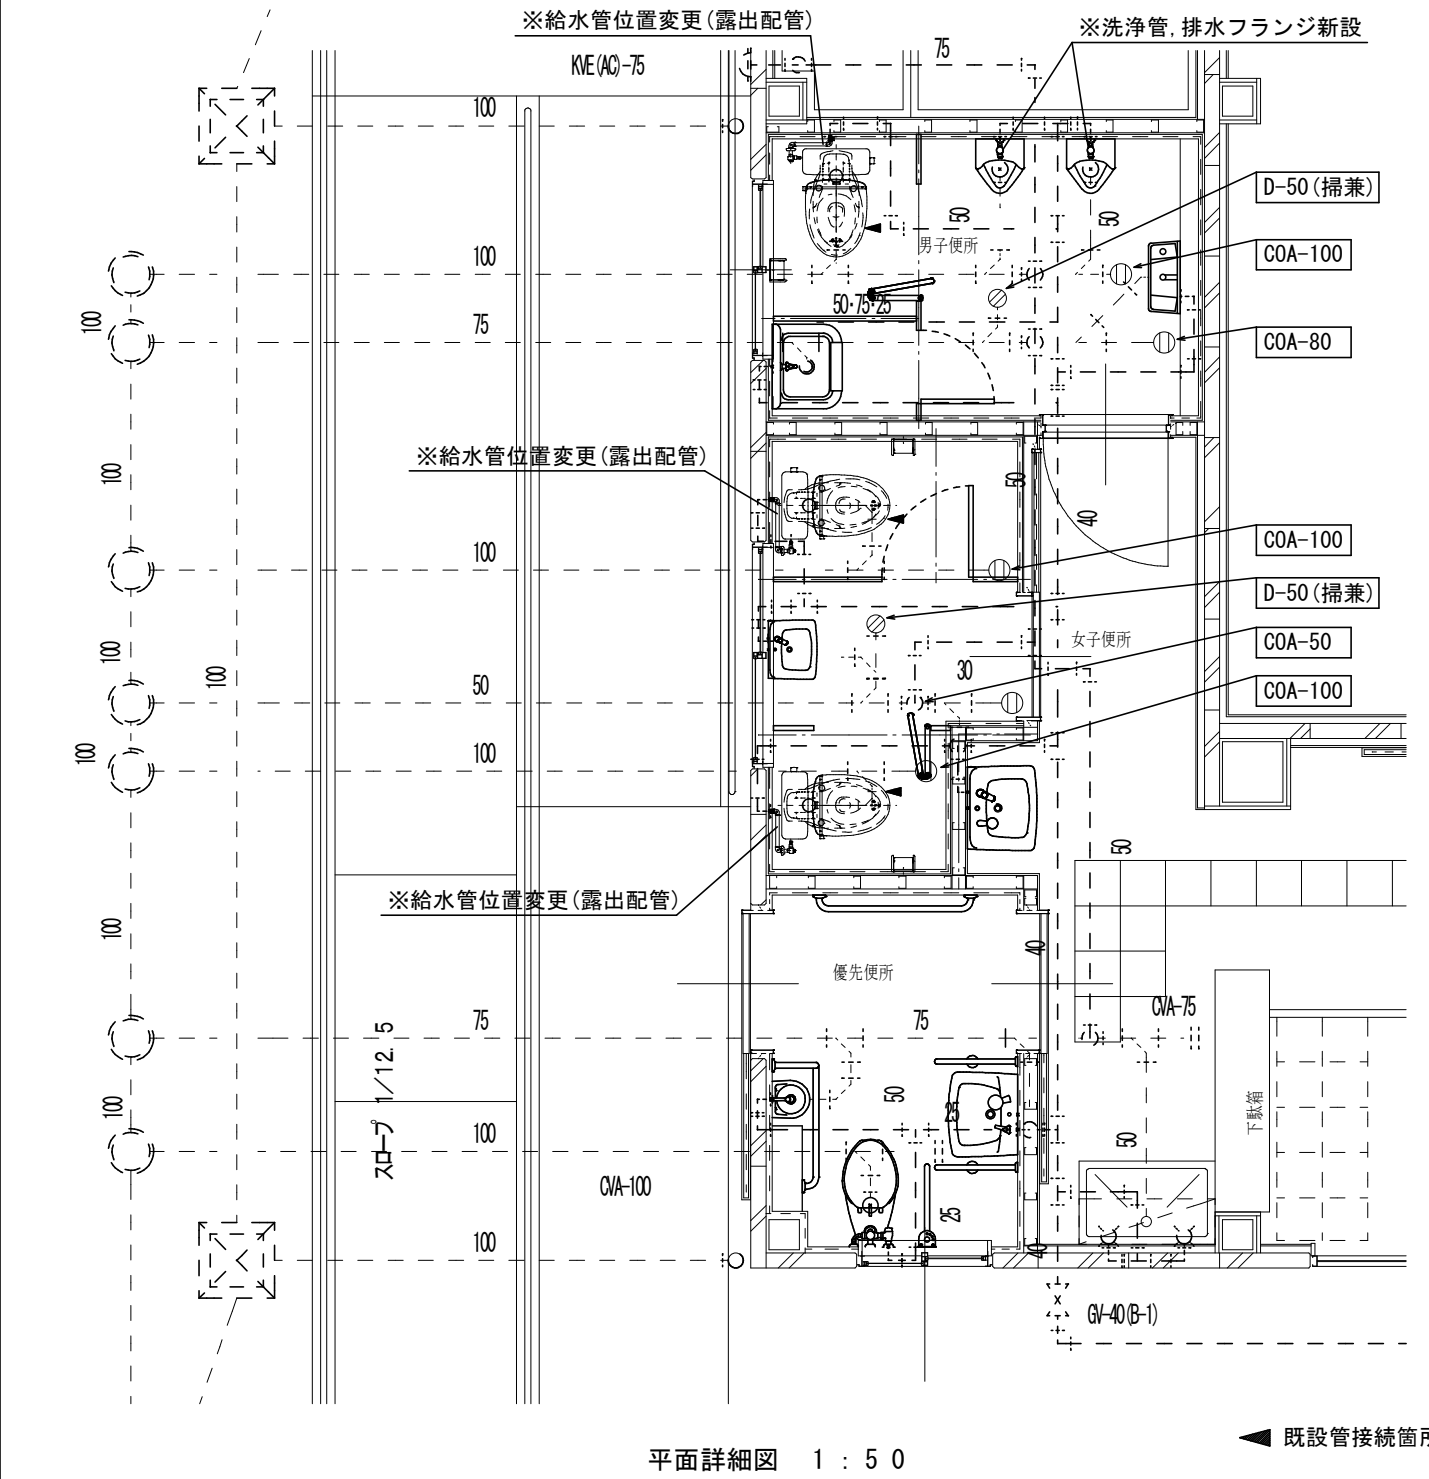 ※給水管位置変更(露出配管)
※洗浄管,排水フランジ新設
KVE(AC)-75
75
100
D-50(掃兼)
50
50
男子便所
100
COA-100
50・75・25
100
75
COA-80
※給水管位置変更(露出配管)
100
50
40
100
COA-100
D-50(掃兼)
女子便所
COA-50
100
100
30
50
COA-100
100
100
50
※給水管位置変更(露出配管)
100
40
優先便所
CVA-75
75
75
スロープ 1/12.5
50
25
下駄箱
100
100
50
CVA-100
25
100
40
GV-40(B-1)
既設管接続箇所
平面詳細図 1:50